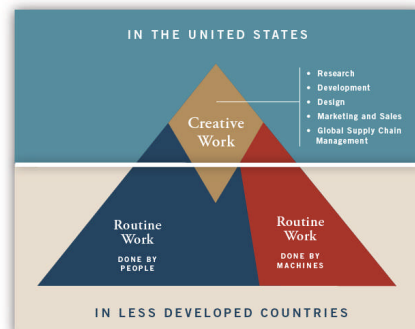 IN THE UNITED STATES
• Research
• Development
• Design
• Marketing and Sales
• Global Supply Chain
Management
Creative
Work
Routine
Work
DONE BY
PEOPLE
Routine
Work
DONE BY
MACHINES
IN LESS DEVELOPED COUNTRIES